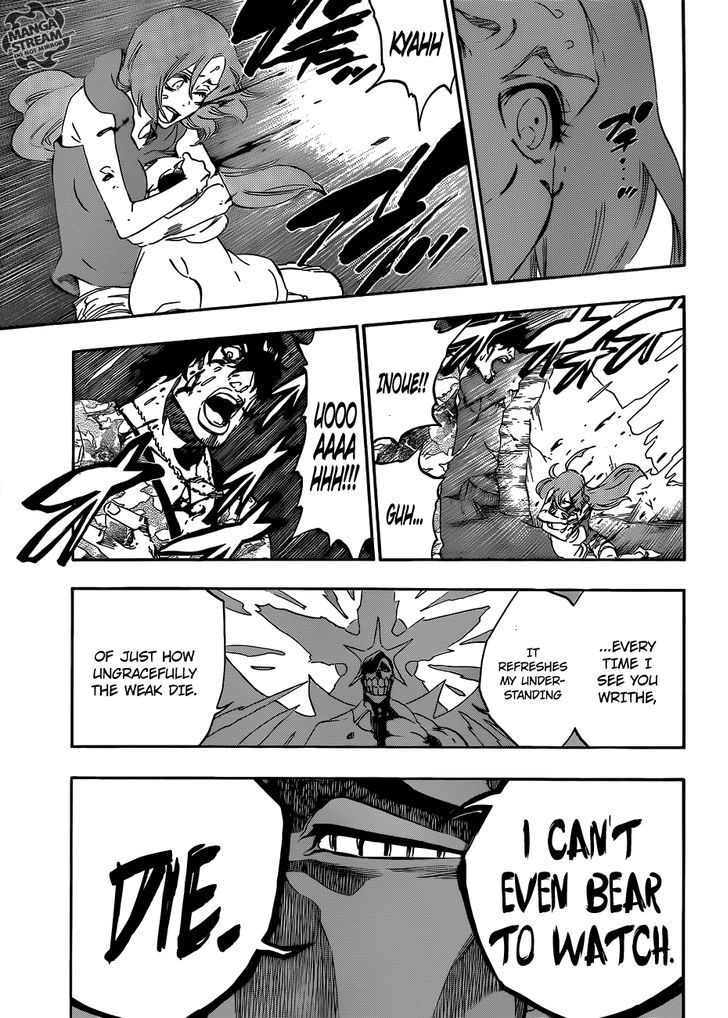 MANGA
STREAM
KYAHH
INOUE!!
GUH...
UOOO
AAAA
HHH!!!
...EVERY
TIME I
SEE YOU
WRITHE,
IT
REFRESHES
MY UNDER-
STANDING
OF JUST HOW
UNGRACEFULLY
THE WEAK DIE.
I CAN'T
EVEN BEAR
TO WATCH.
DIE.